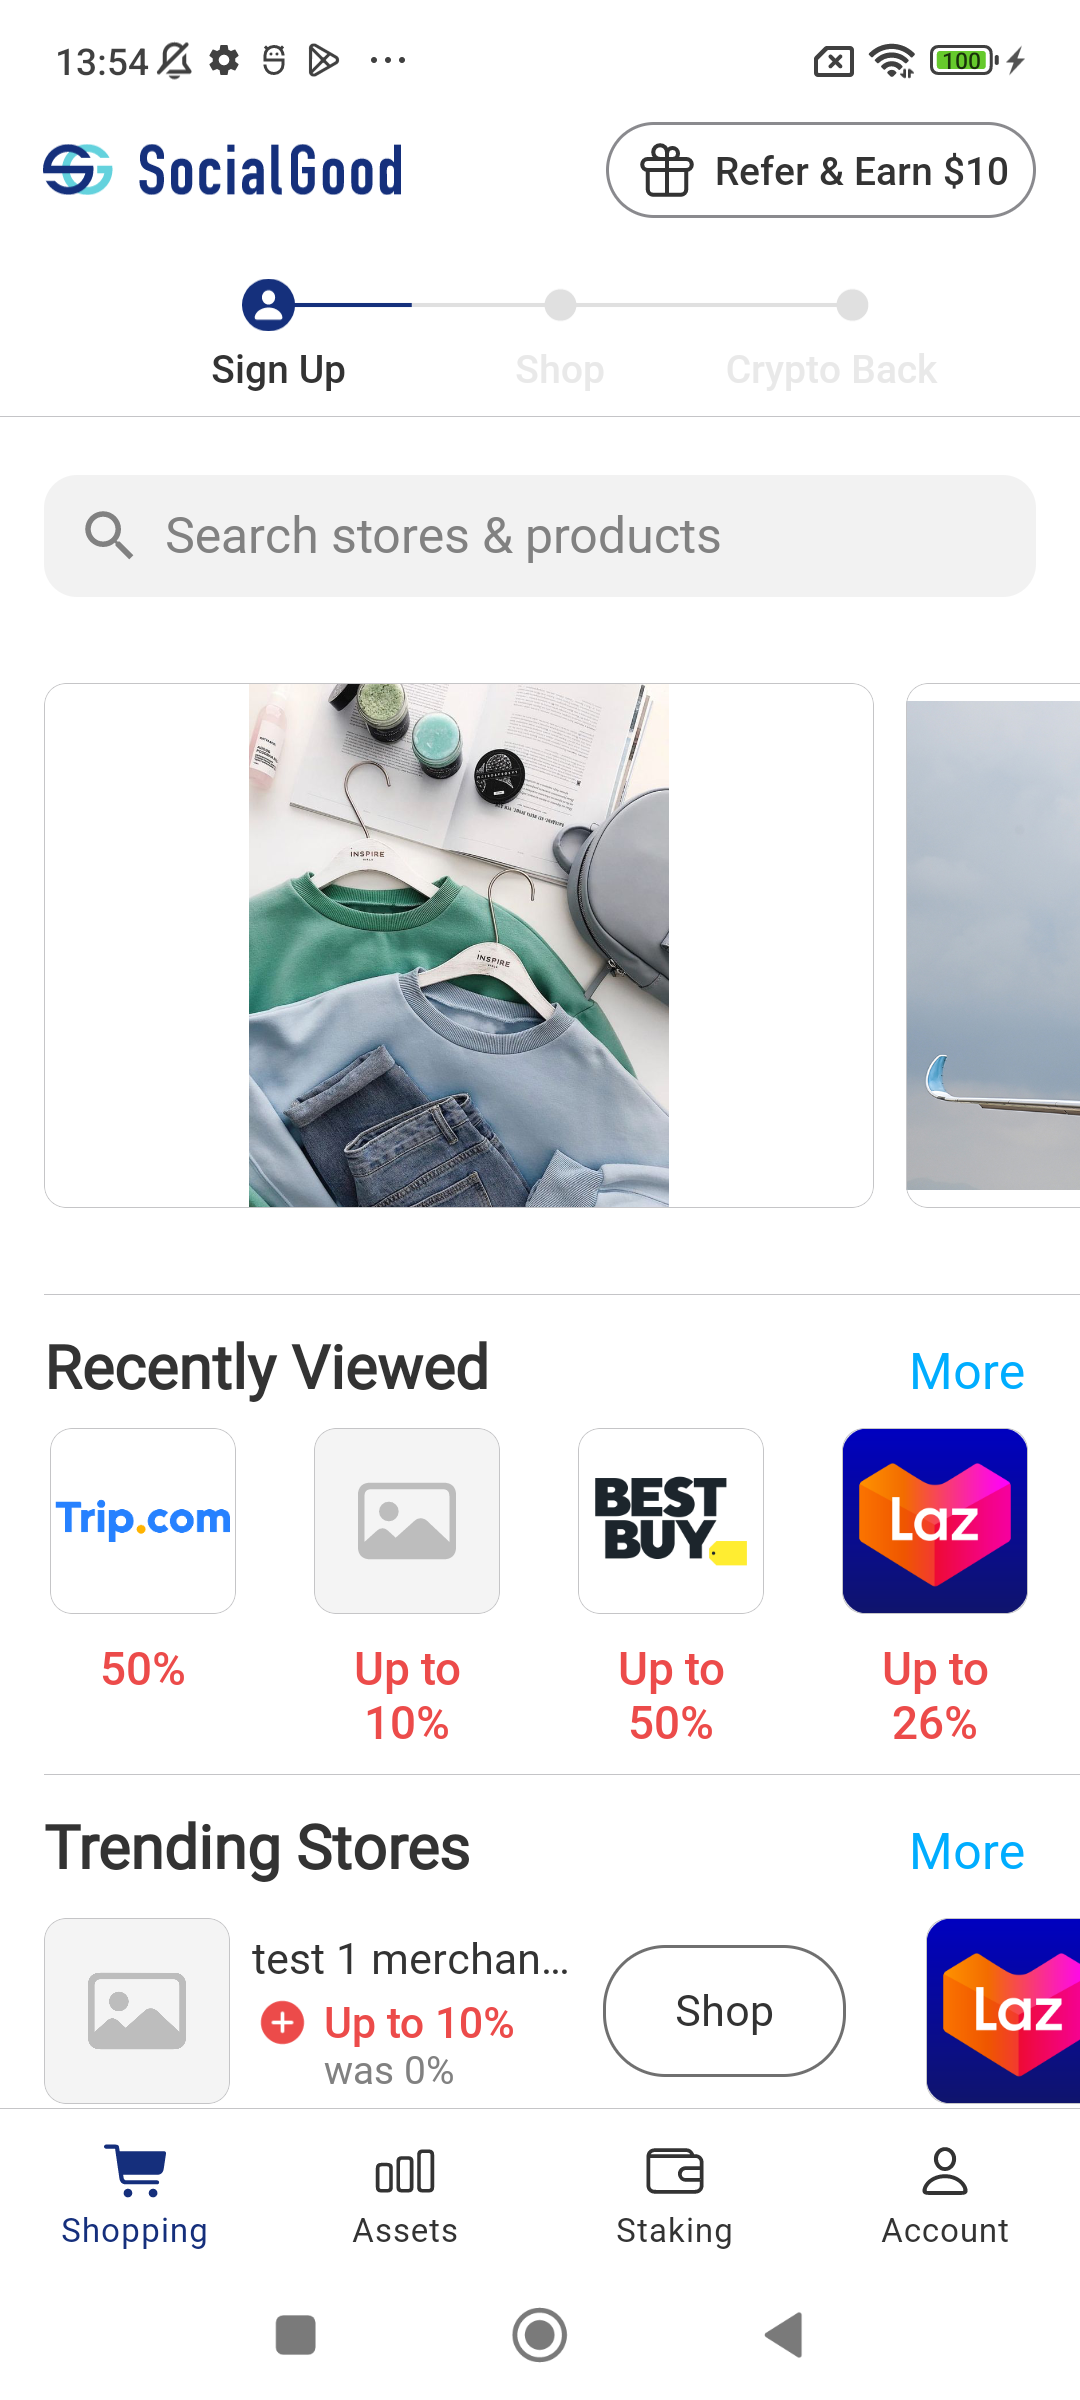 13:54
100
SocialGood
Refer & Earn $10
Sign Up
Shop
Crypto Back
Search stores & products
INSPIRE
INSPIRE
Recently Viewed
More
Trip.com
BEST
BUY
Laz
50%
Up to
10%
Up to
50%
Up to
26%
Trending Stores
More
test 1 merchan...
Up to 10%
was 0%
Shop
Laz
Shopping
Assets
Staking
Account